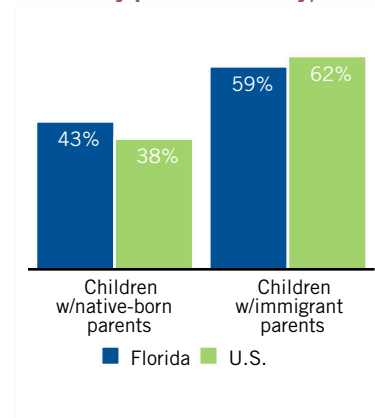 43%
38%
59%
62%
Children
w/native-born
parents
Children
w/immigrant
parents
Florida
U.S.